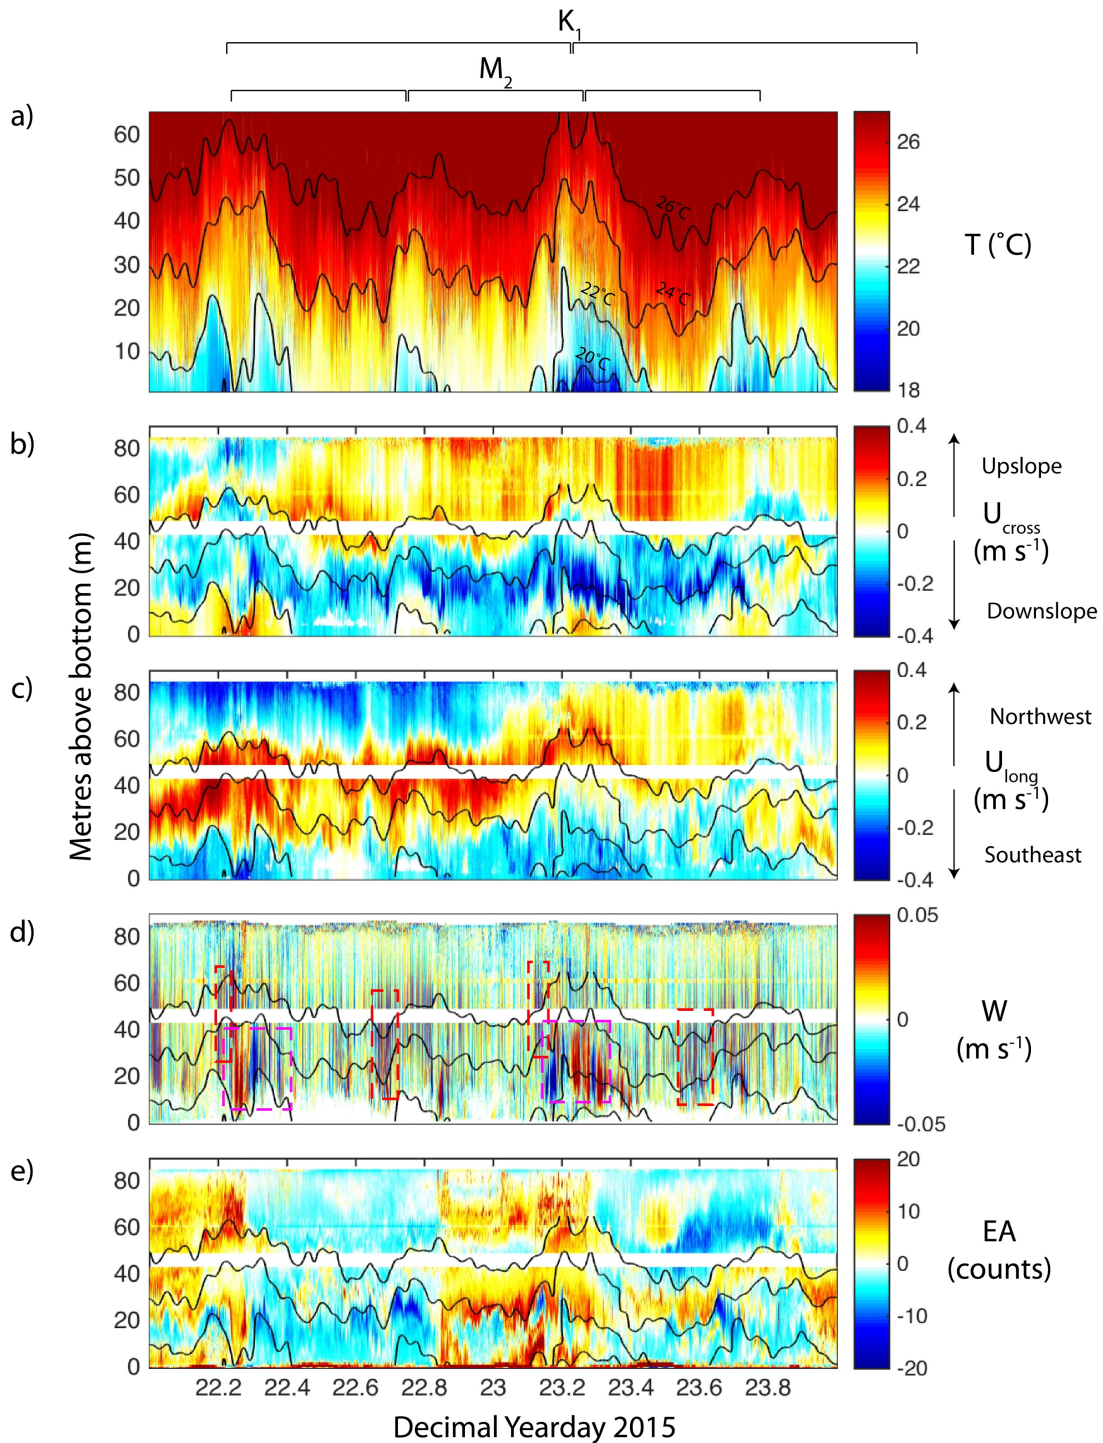 K1
M2
a)
60
50
40
30
20
10
26˚C
24˚C
22˚C
20˚C
26
24
22
20
18
T (˚C)
b)
80
60
40
20
0
0.4
0.2
0
-0.2
-0.4
Upslope
Ucross
(m s-1)
Downslope
Metres above bottom (m)
c)
80
60
40
20
0
0.4
0.2
0
-0.2
-0.4
Northwest
Ulong
(m s-1)
Southeast
d)
80
60
40
20
0
0.05
0
-0.05
W
(m s-1)
e)
80
60
40
20
0
20
10
0
-10
-20
EA
(counts)
22.2 22.4 22.6 22.8 23 23.2 23.4 23.6 23.8
Decimal Yearday 2015